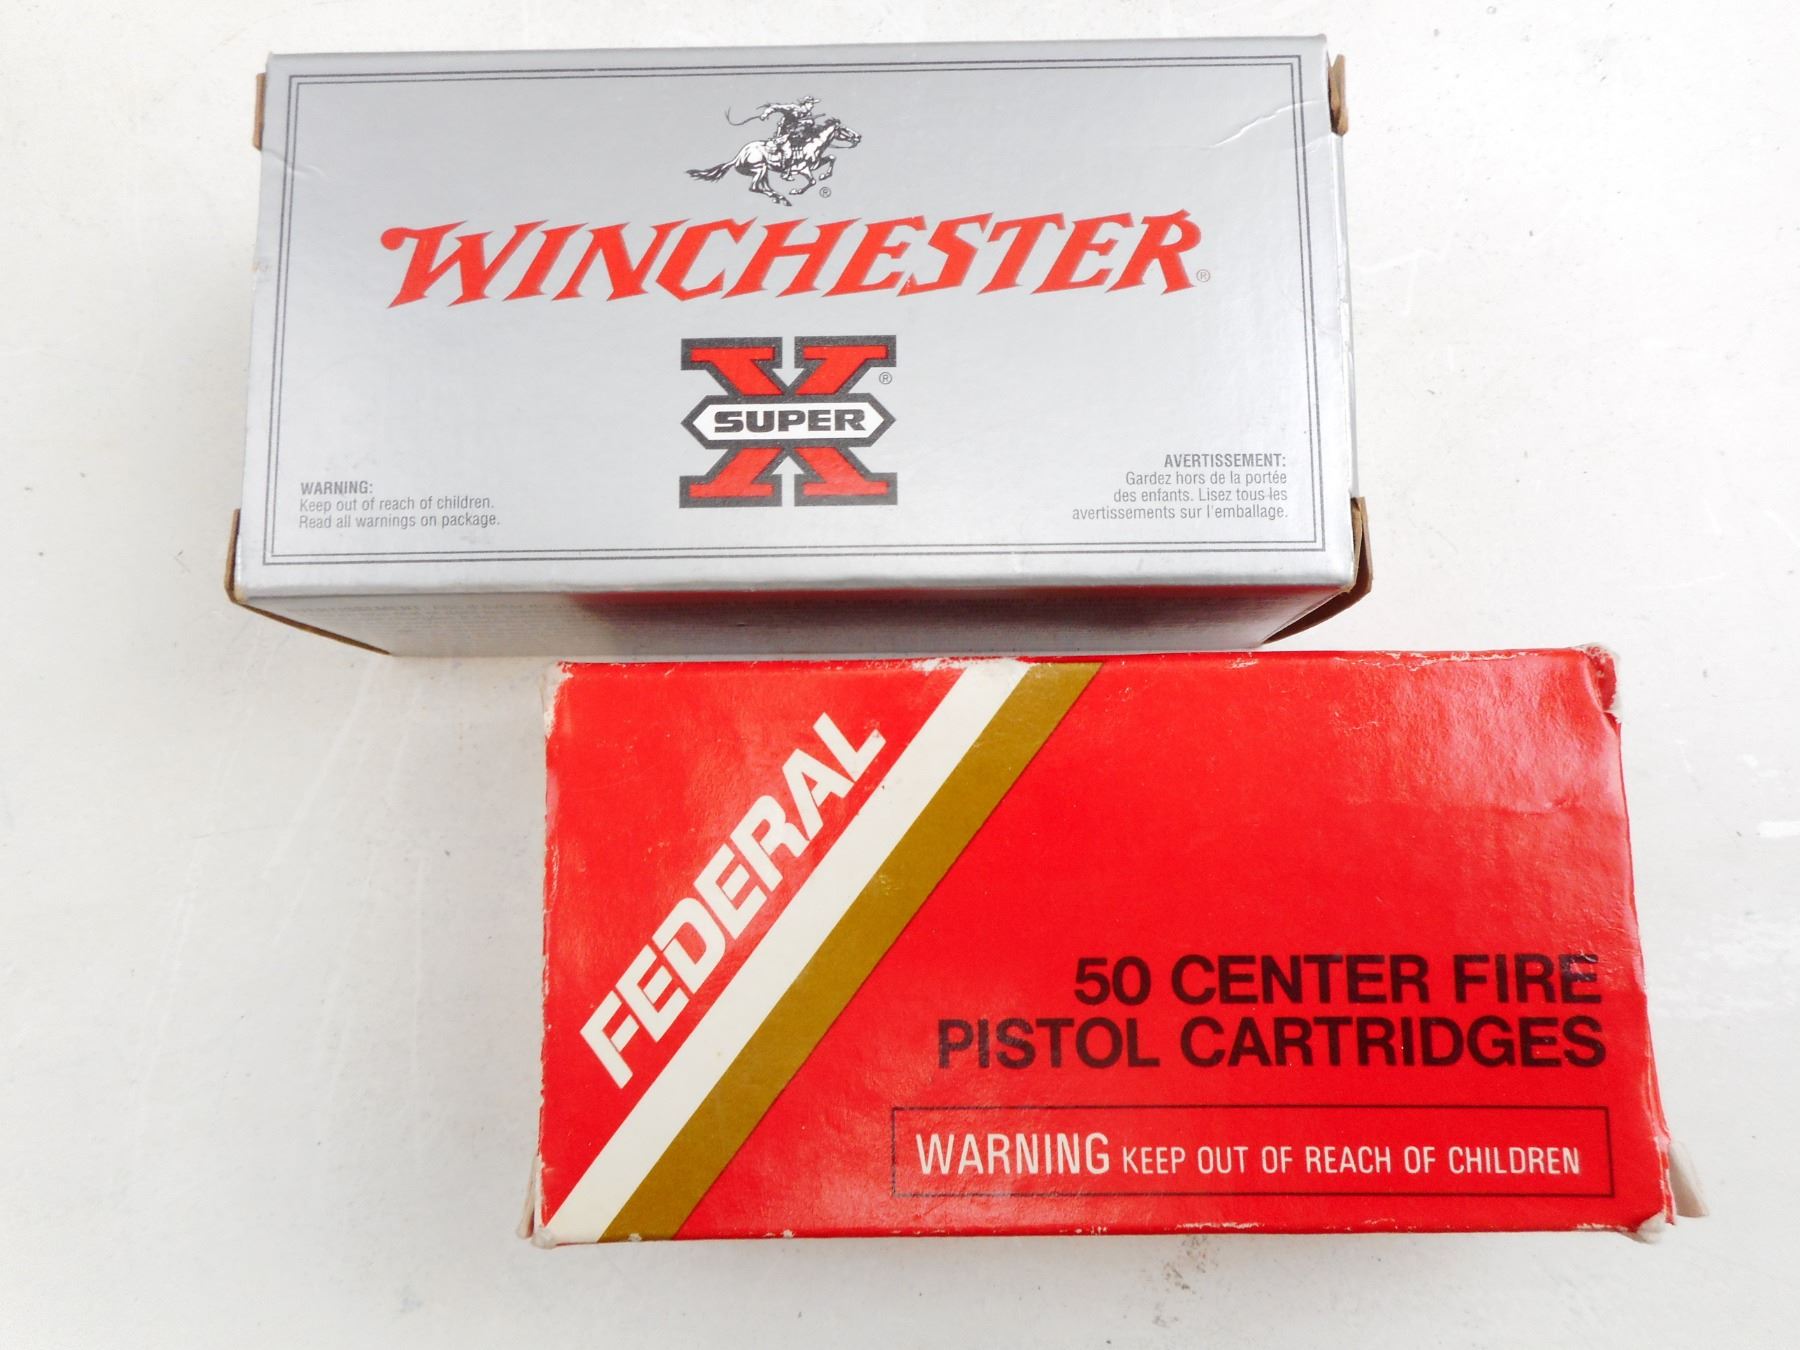 WINCHESTER®
X SUPER ®
WARNING:
Keep out of reach of children.
Read all warnings on package.
AVERTISSEMENT:
Gardez hors de la portée
des enfants. Lisez tous les
avertissements sur l'emballage.
FEDERAL
50 CENTER FIRE
PISTOL CARTRIDGES
WARNING KEEP OUT OF REACH OF CHILDREN